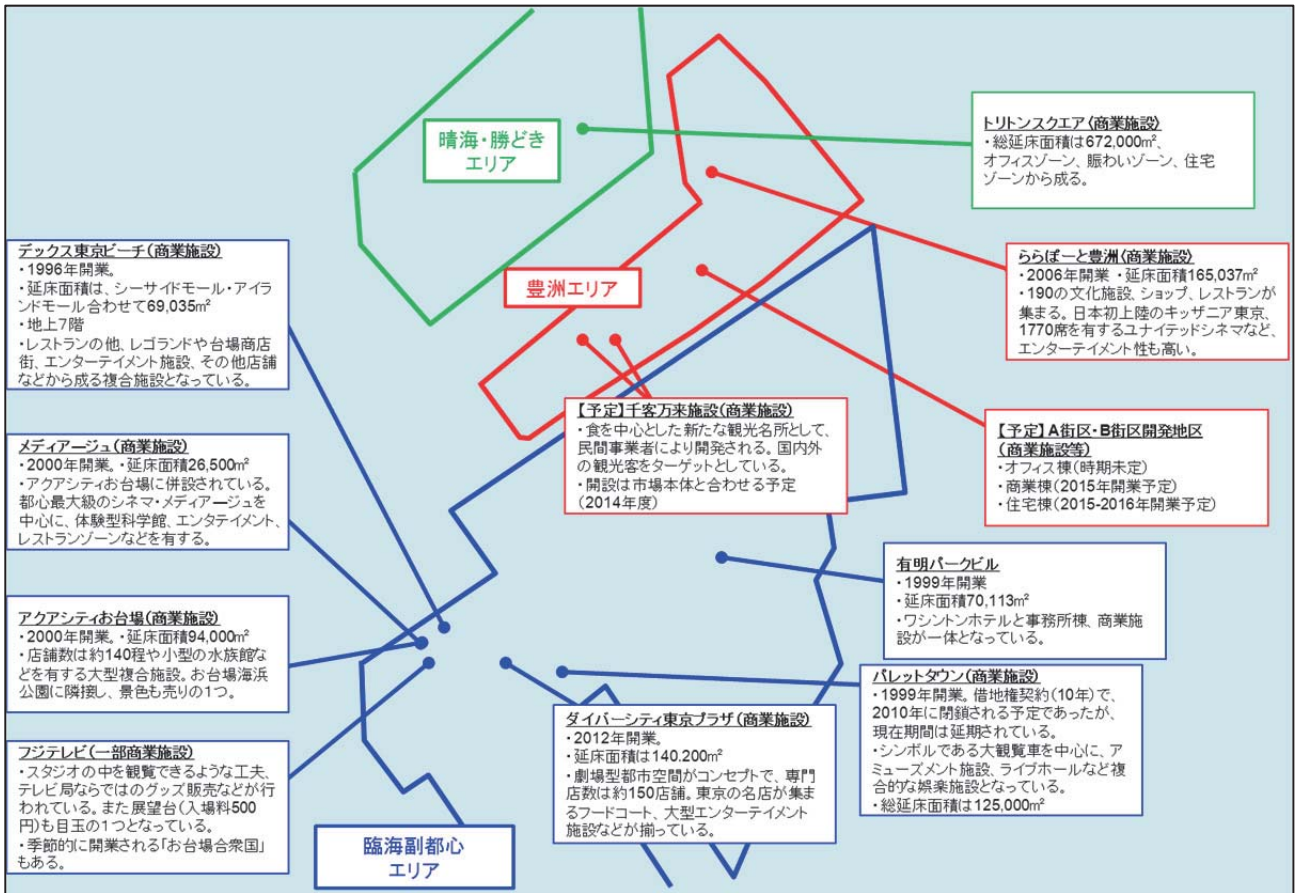 晴海・勝どき
エリア
トリトンスクエア（商業施設）
・総延床面積は672,000㎡、
オフィスゾーン、賑わいゾーン、住宅
ゾーンから成る。
デックス東京ビーチ（商業施設）
・1996年開業。
・延床面積は、シーサイドモール・アイラ
ンドモール合わせて69,035㎡
・地上7階
・レストランの他、レゴランドや台場商店
街、エンターテイメント施設、その他店舗
などから成る複合施設となっている。
豊洲エリア
ららぽーと豊洲（商業施設）
・2006年開業 ・延床面積165,037㎡
・190の文化施設、ショップ、レストランが
集まる。日本初上陸のキッザニア東京、
1770席を有するユナイテッドシネマなど、
エンターテイメント性も高い。
【予定】千客万来施設（商業施設）
・食を中心とした新たな観光名所として、
民間事業者により開発される。国内外
の観光客をターゲットとしている。
・開設は市場本体と合わせる予定
（2014年度）
【予定】A街区・B街区開発地区
（商業施設等）
・オフィス棟（時期未定）
・商業棟（2015年開業予定）
・住宅棟（2015-2016年開業予定）
メディアージュ（商業施設）
・2000年開業。・延床面積26,500㎡
・アクアシティお台場に併設されている。
都心最大級のシネマ・メディアージュを
中心に、体験型科学館、エンタテイメント、
レストランゾーンなどを有する。
有明パークビル
・1999年開業
・延床面積70,113㎡
・ワシントンホテルと事務所棟、商業施
設が一体となっている。
アクアシティお台場（商業施設）
・2000年開業。・延床面積94,000㎡
・店舗数は約140程や小型の水族館な
どを有する大型複合施設。お台場海浜
公園に隣接し、景色も売りの1つ。
パレットタウン（商業施設）
・1999年開業。借地権契約（10年）で、
2010年に閉鎖される予定であったが、
現在期間は延期されている。
・シンボルである大観覧車を中心に、ア
ミューズメント施設、ライブホールなど複
合的な娯楽施設となっている。
・総延床面積は125,000㎡
ダイバーシティ東京プラザ（商業施設）
・2012年開業。
・延床面積は140.200㎡
・劇場型都市空間がコンセプトで、専門
店数は約150店舗。東京の名店が集ま
るフードコート、大型エンターテイメント
施設などが揃っている。
フジテレビ（一部商業施設）
・スタジオの中を観覧できるような工夫、
テレビ局ならではのグッズ販売などが行
われている。また展望台（入場料500
円）も目玉の1つとなっている。
・季節的に開業される「お台場合衆国」
もある。
臨海副都心
エリア